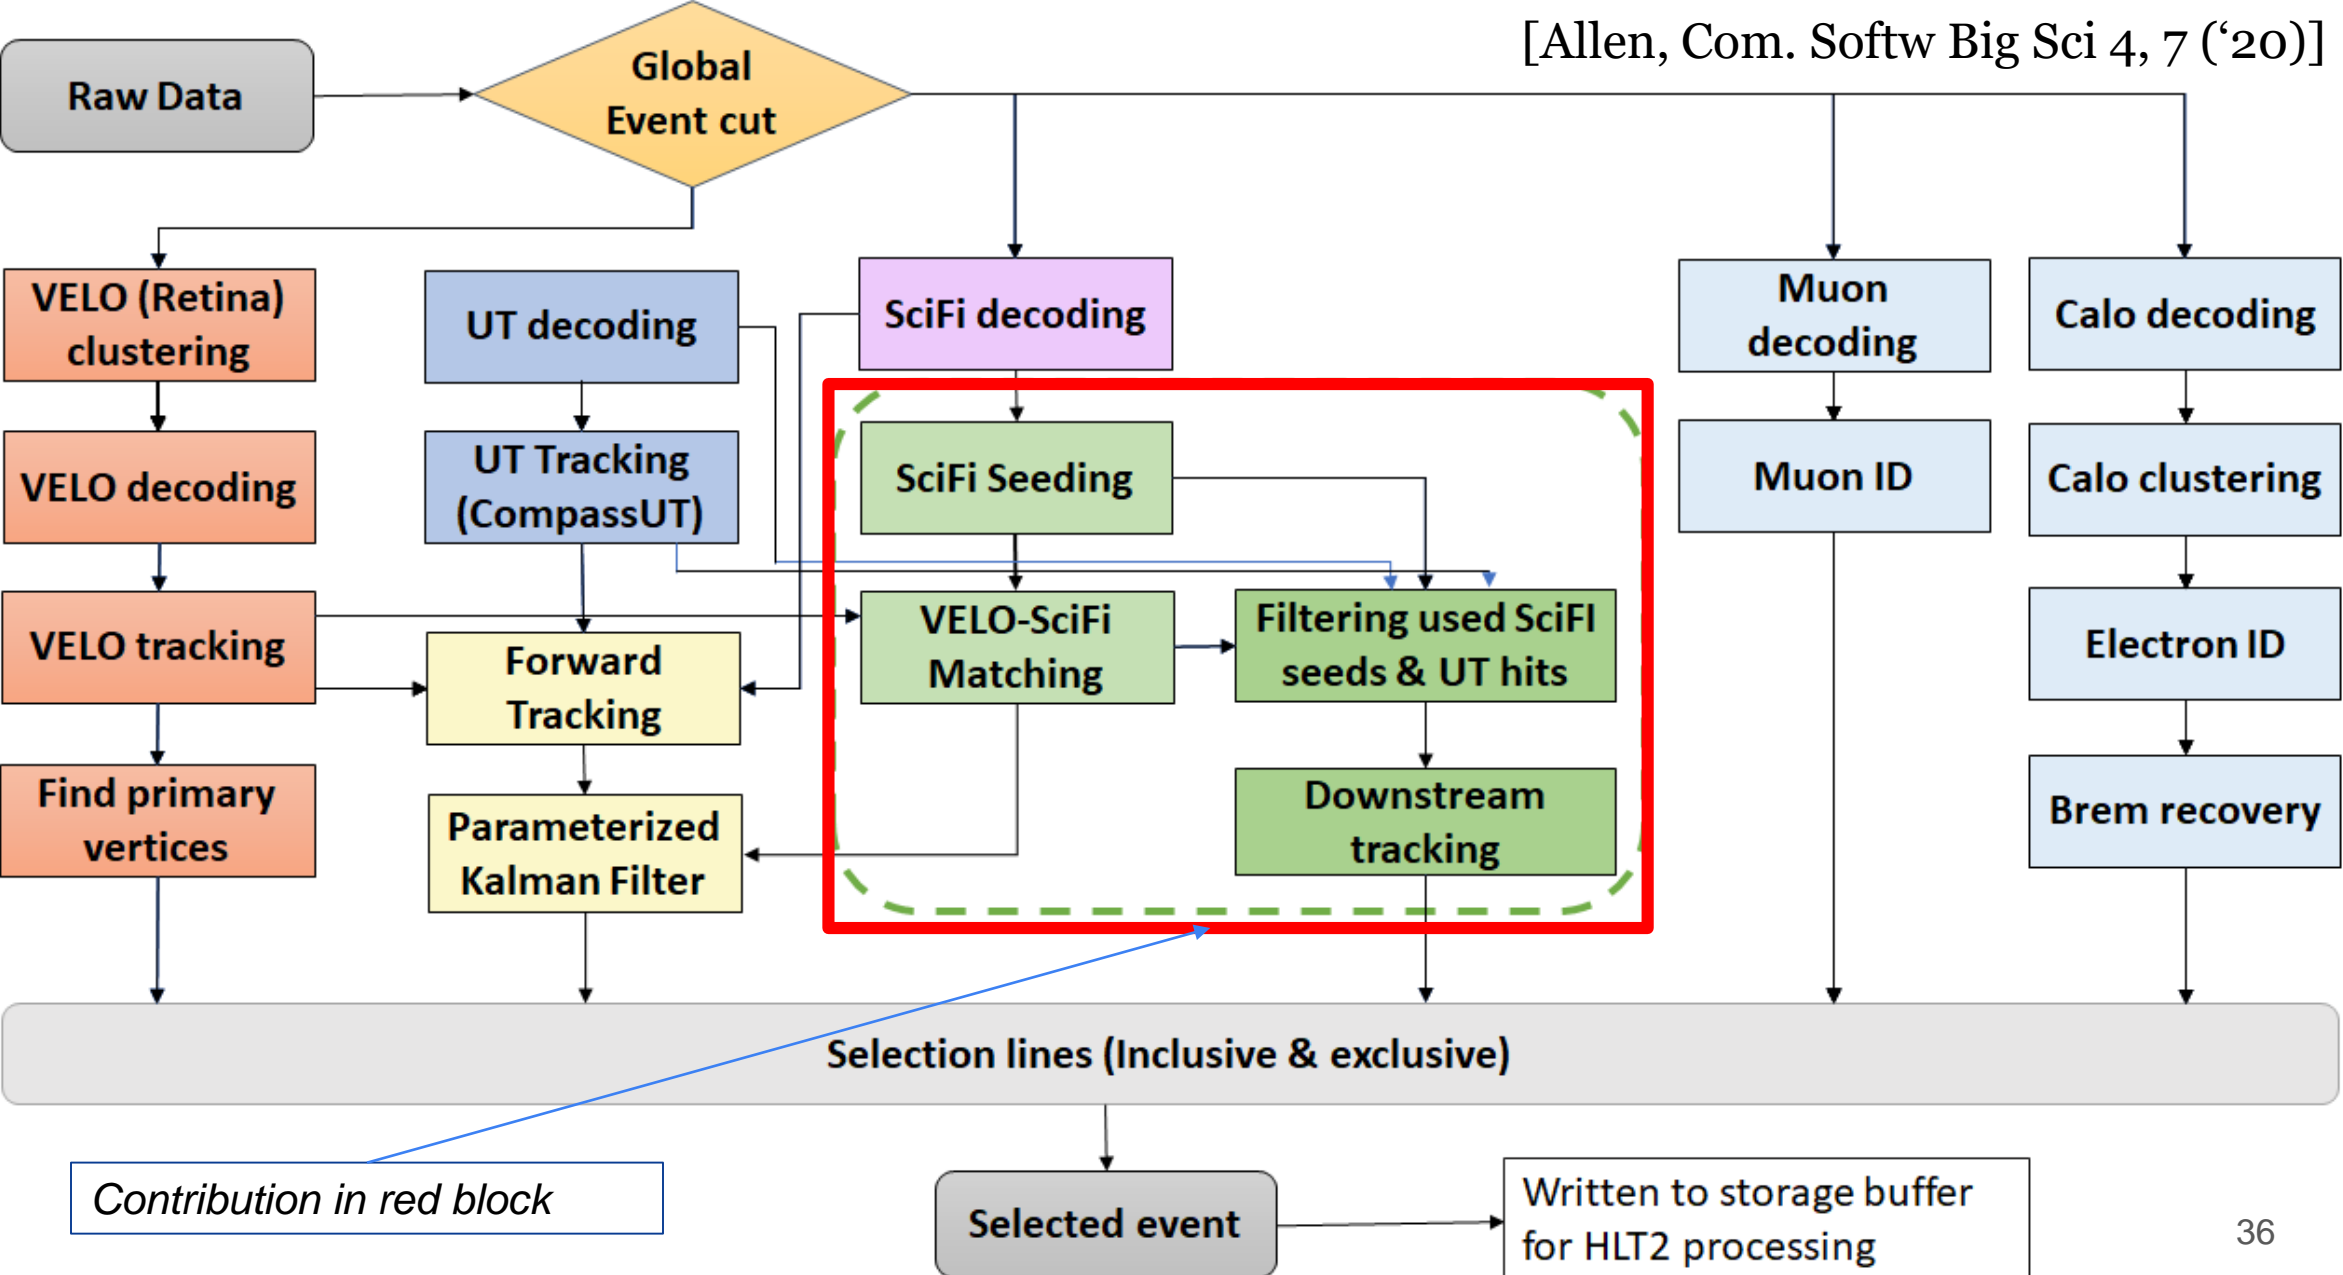 [Allen, Com. Softw Big Sci 4, 7 (‘20)]
Raw Data
Global
Event cut
VELO (Retina)
clustering
UT decoding
SciFi decoding
Muon
decoding
Calo decoding
VELO decoding
UT Tracking
(CompassUT)
SciFi Seeding
Muon ID
Calo clustering
VELO tracking
Forward
Tracking
VELO-SciFi
Matching
Filtering used SciFI
seeds & UT hits
Electron ID
Find primary
vertices
Parameterized
Kalman Filter
Downstream
tracking
Brem recovery
Selection lines (Inclusive & exclusive)
Contribution in red block
Selected event
Written to storage buffer
for HLT2 processing
36